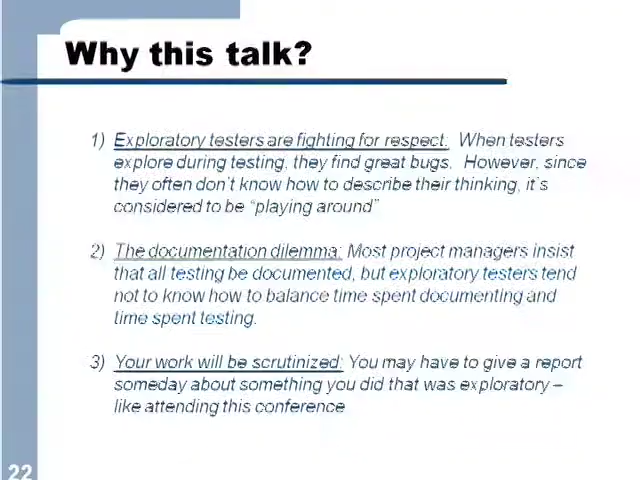 Why this talk?
1) Exploratory testers are fighting for respect: When testers
explore during testing, they find great bugs. However, since
they often don't know how to describe their thinking, it's
considered to be "playing around"
2) The documentation dilemma: Most project managers insist
that all testing be documented, but exploratory testers tend
not to know how to balance time spent documenting and
time spent testing.
3) Your work will be scrutinized: You may have to give a report
someday about something you did that was exploratory –
like attending this conference
22